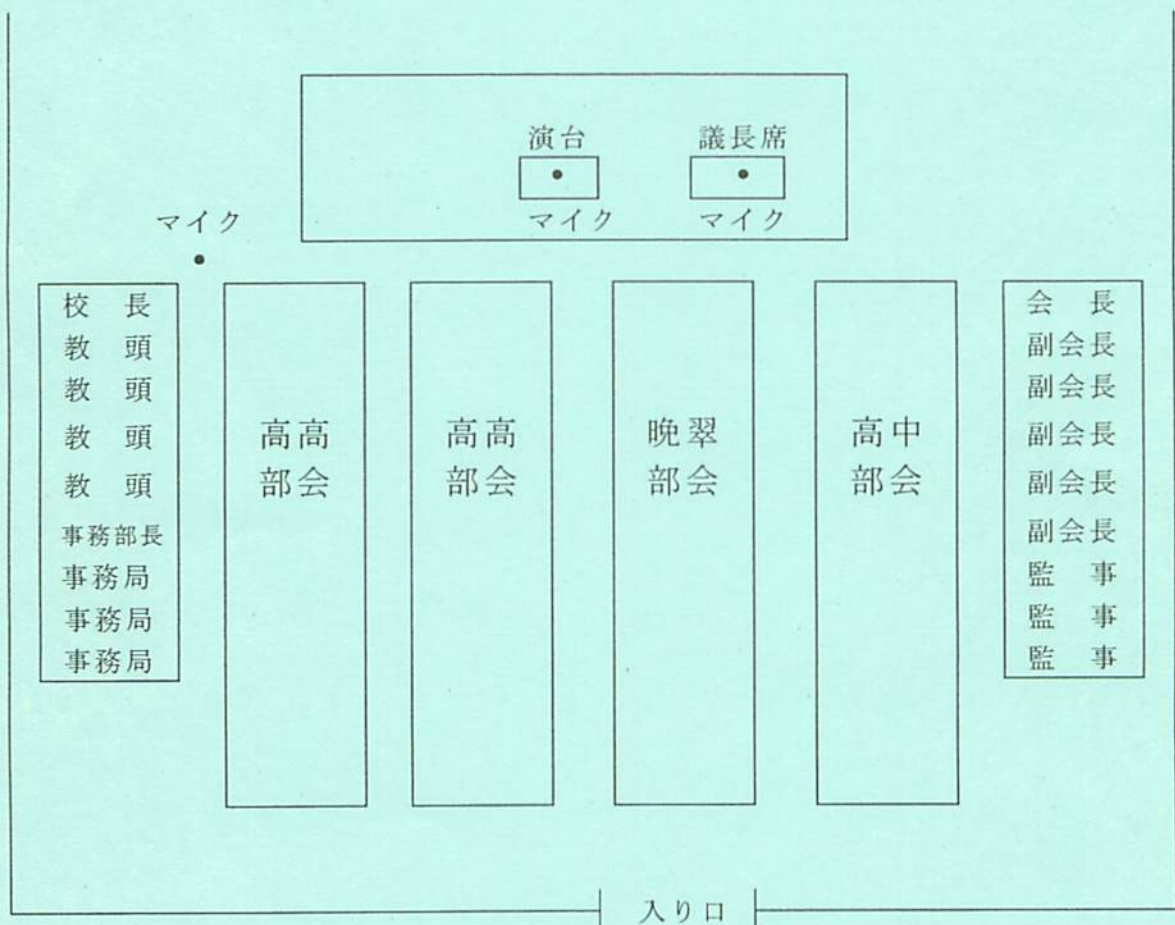 演台
議長席
マイク
マイク
マイク
校　長
教　頭
教　頭
教　頭
教　頭
事務部長
事務局
事務局
事務局
高高
部会
高高
部会
晩翠
部会
高中
部会
会　長
副会長
副会長
副会長
副会長
副会長
監　事
監　事
監　事
入り口